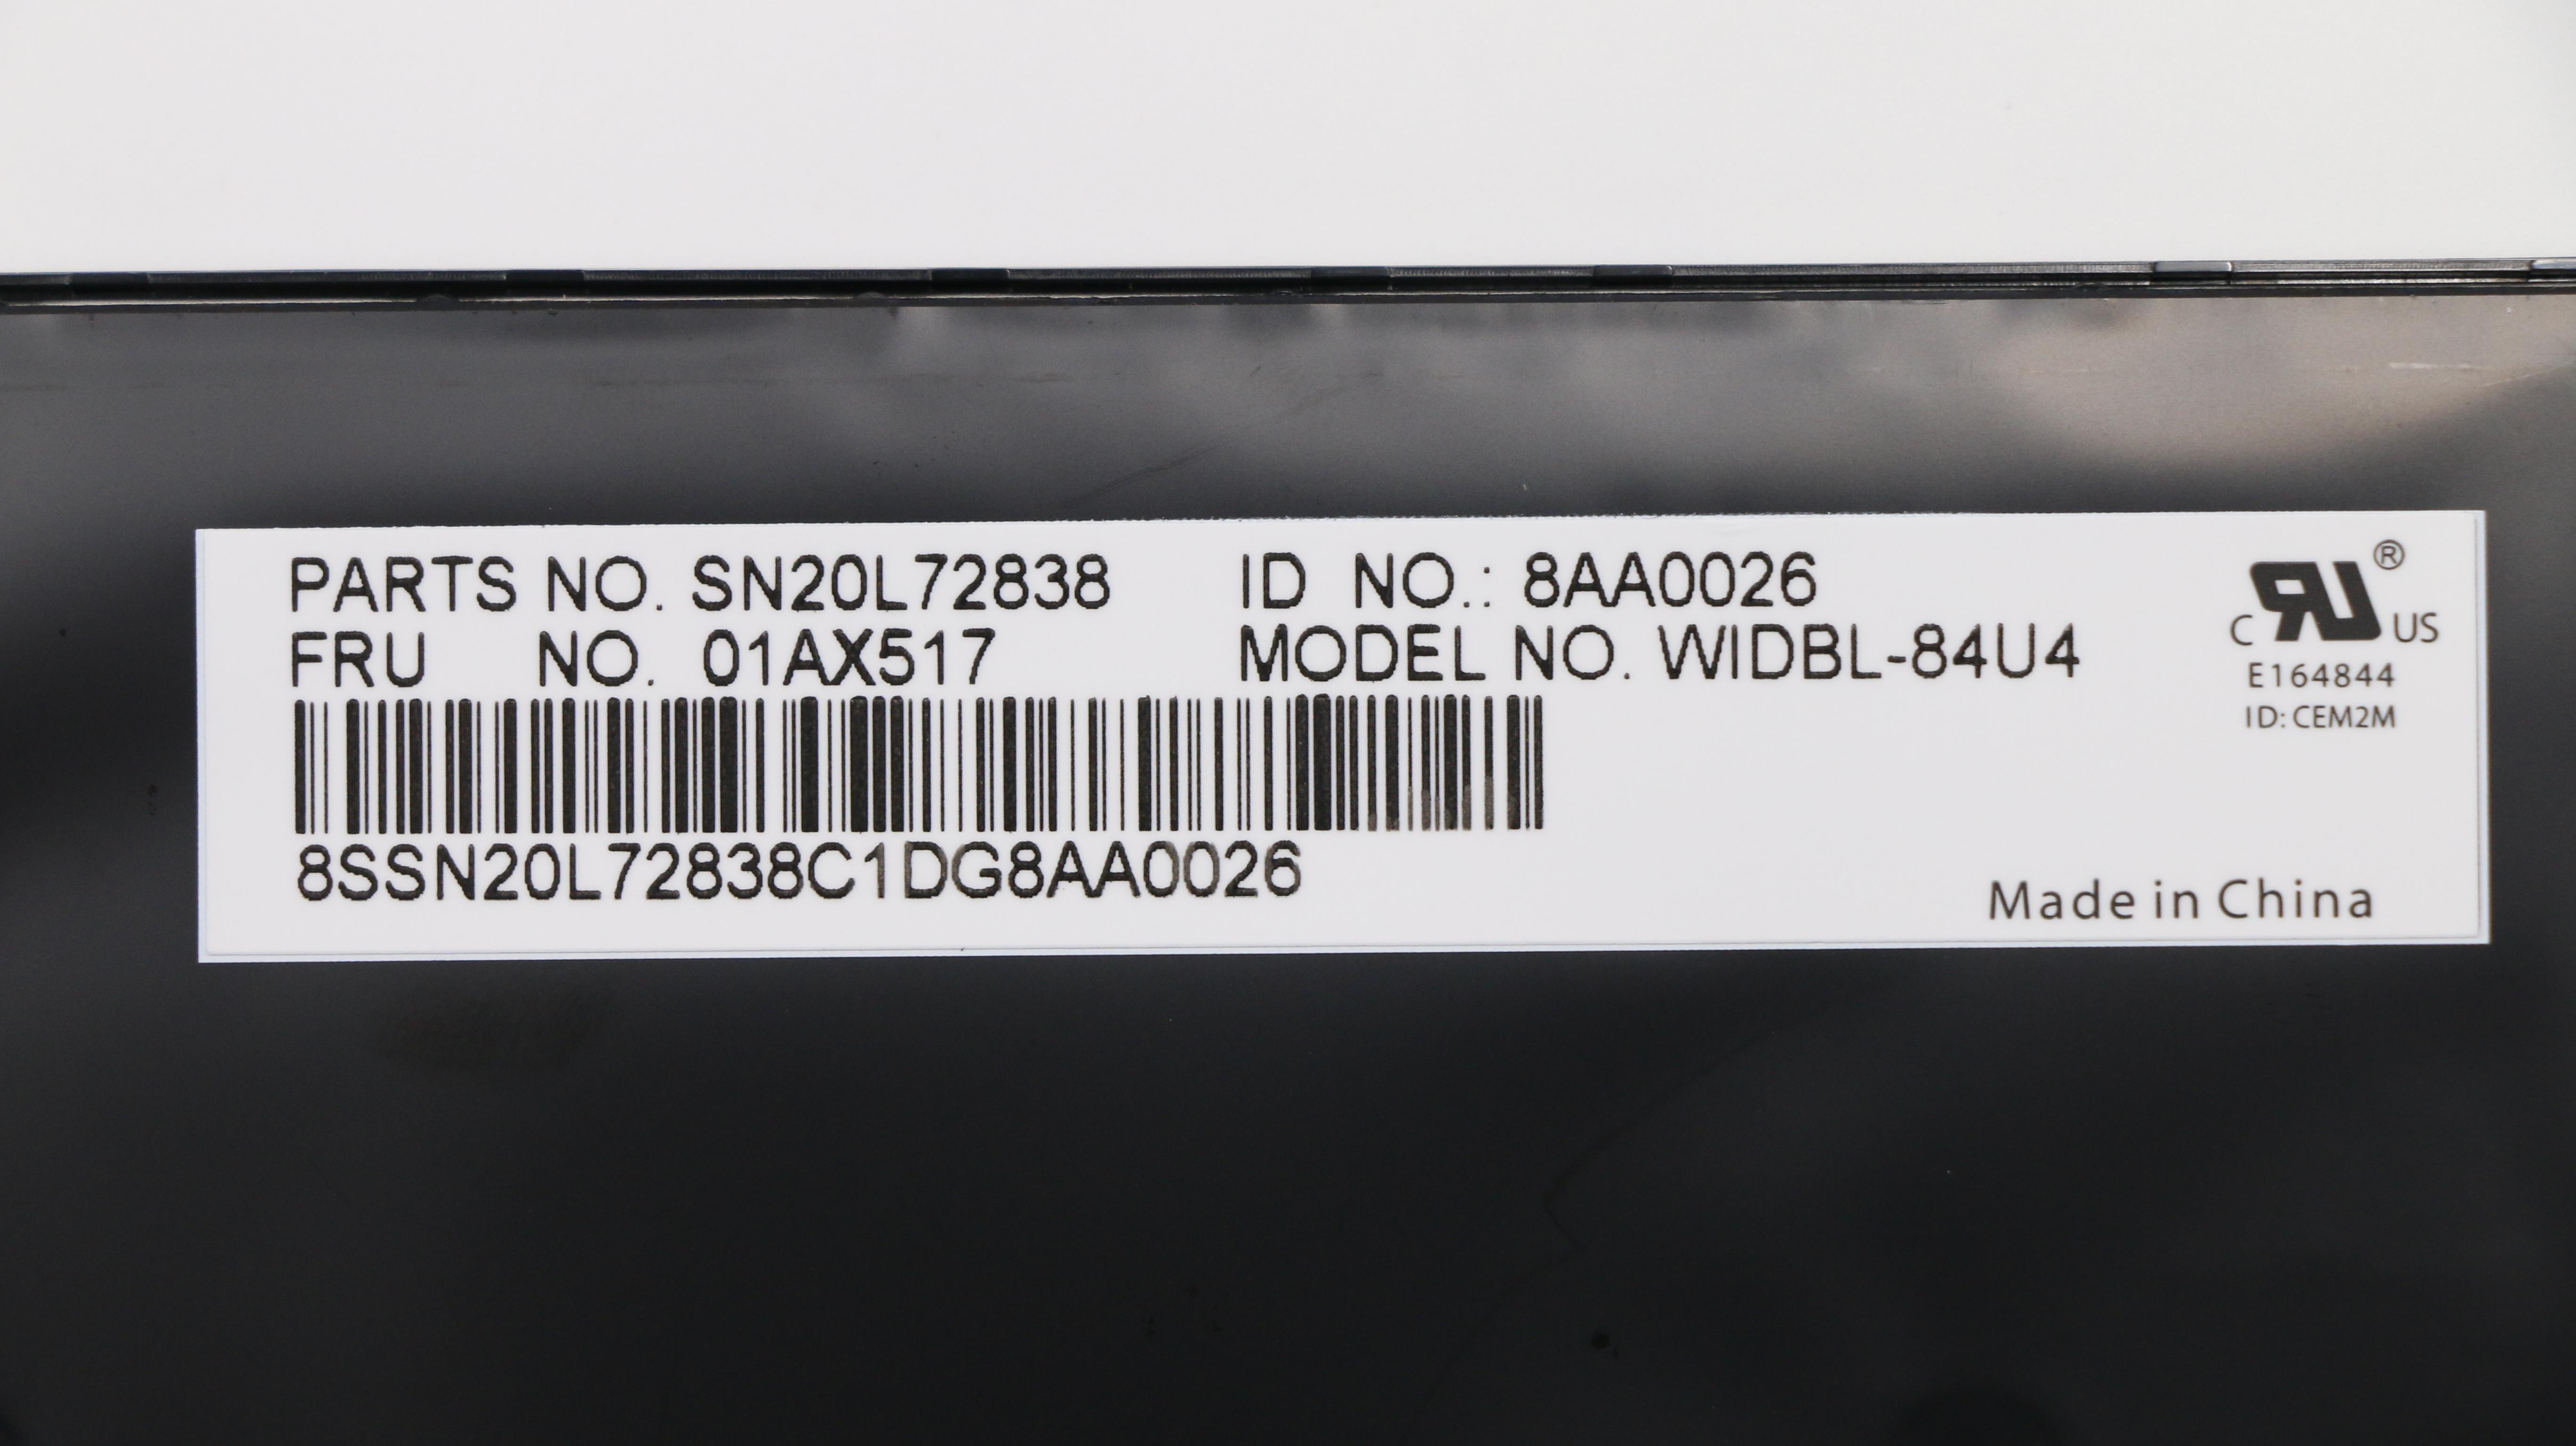 PARTS NO. SN20L72838 ID NO.: 8AA0026
FRU NO. 01AX517 MODEL NO. WIDBL-84U4
8SSN20L72838C1DG8AA0026
C RU ® US
E164844
ID: CEM2M
Made in China